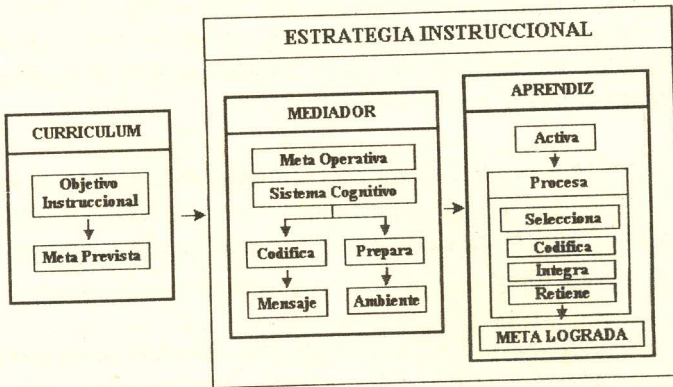 ESTRATEGIA INSTRUCCIONAL
CURRICULUM
Objetivo
Instruccional
Meta Prevista
MEDIADOR
Meta Operativa
Sistema Cognitivo
Codifica
Prepara
Mensaje
Ambiente
APRENDIZ
Activa
Procesa
Selecciona
Codifica
Integra
Retiene
META LOGRADA